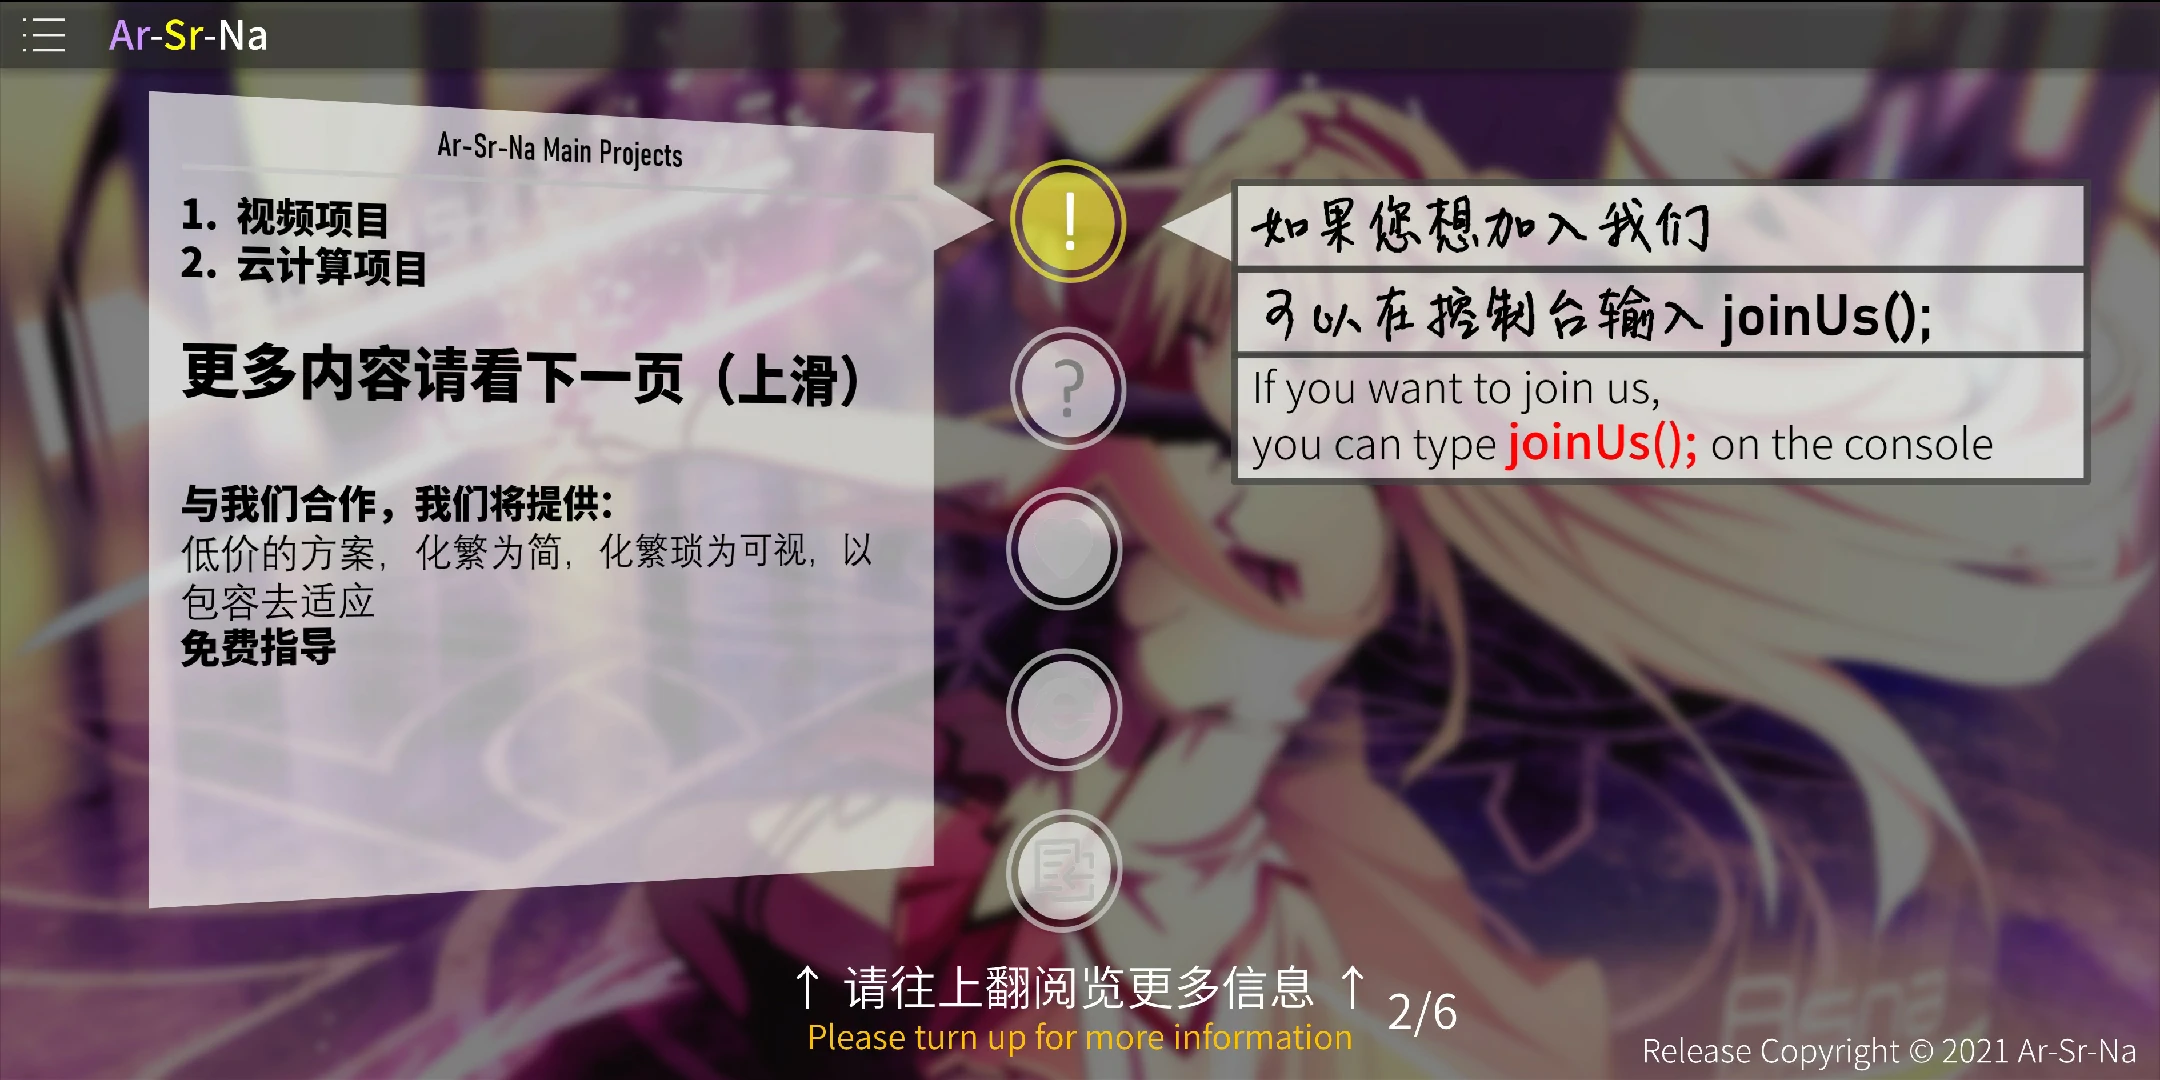 Ar-Sr-Na
Ar-Sr-Na Main Projects
1. 视频项目
2. 云计算项目
更多内容请看下一页（上滑）
与我们合作，我们将提供：
低价的方案，化繁为简，化繁琐为可视，以
包容去适应
免费指导
!
?
如果您想加入我们
可以在控制台输入 joinUs();
If you want to join us,
you can type joinUs(); on the console
↑ 请往上翻阅览更多信息 ↑
Please turn up for more information
2/6
Release Copyright © 2021 Ar-Sr-Na